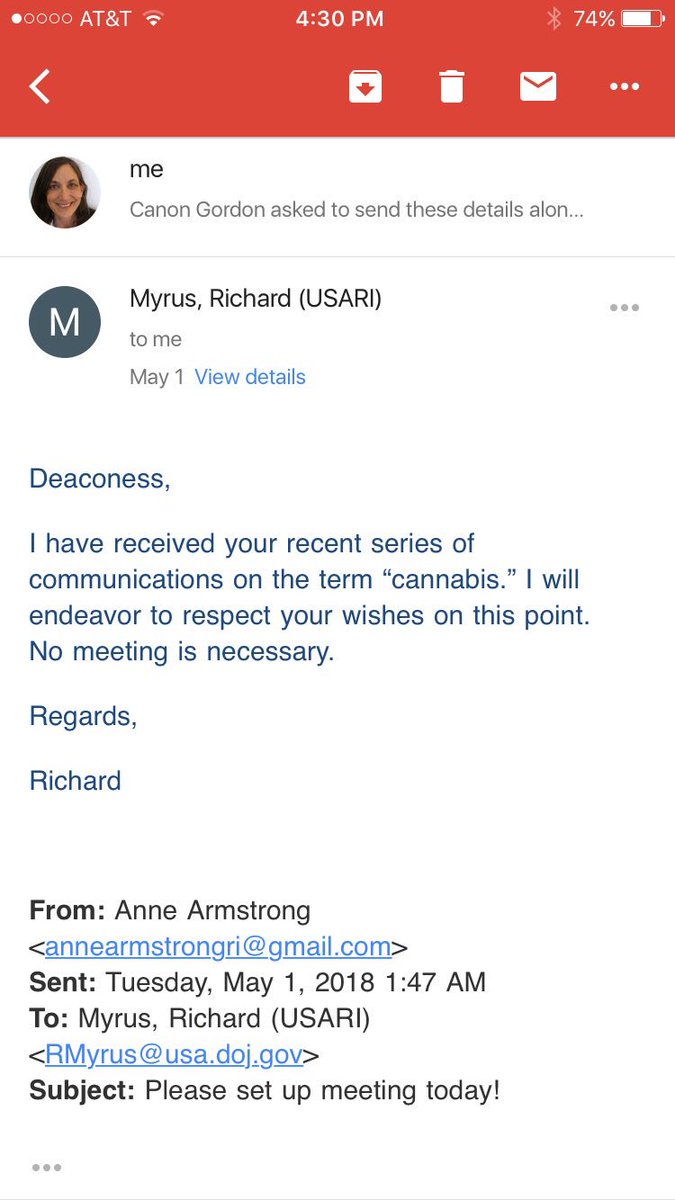 AT&T 4:30 PM 74%
me
Canon Gordon asked to send these details alon...
M
Myrus, Richard (USARI)
to me
May 1 View details
Deaconess,
I have received your recent series of
communications on the term “cannabis.” I will
endeavor to respect your wishes on this point.
No meeting is necessary.
Regards,
Richard
From: Anne Armstrong
<annearmstrongri@gmail.com>
Sent: Tuesday, May 1, 2018 1:47 AM
To: Myrus, Richard (USARI)
<RMyrus@usa.doj.gov>
Subject: Please set up meeting today!